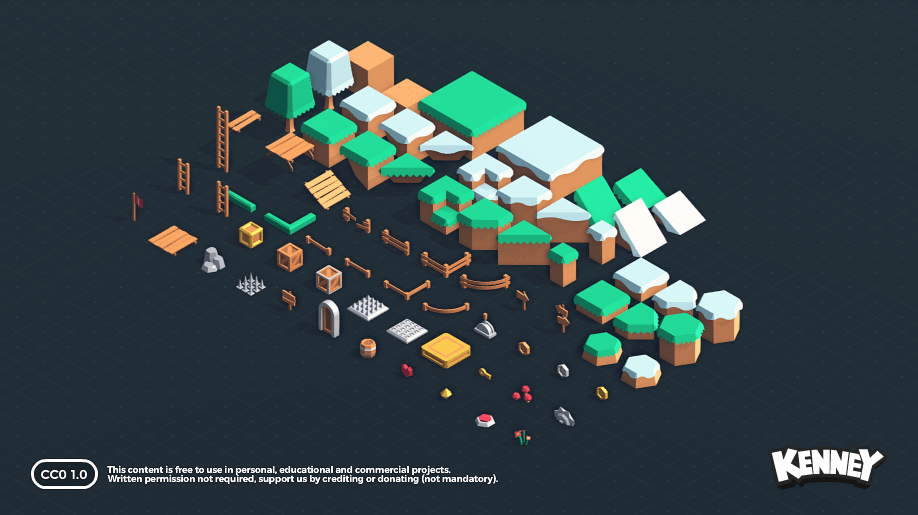 CC0 1.0
This content is free to use in personal, educational and commercial projects.
Written permission not required, support us by crediting or donating (not mandatory).
KENNEY